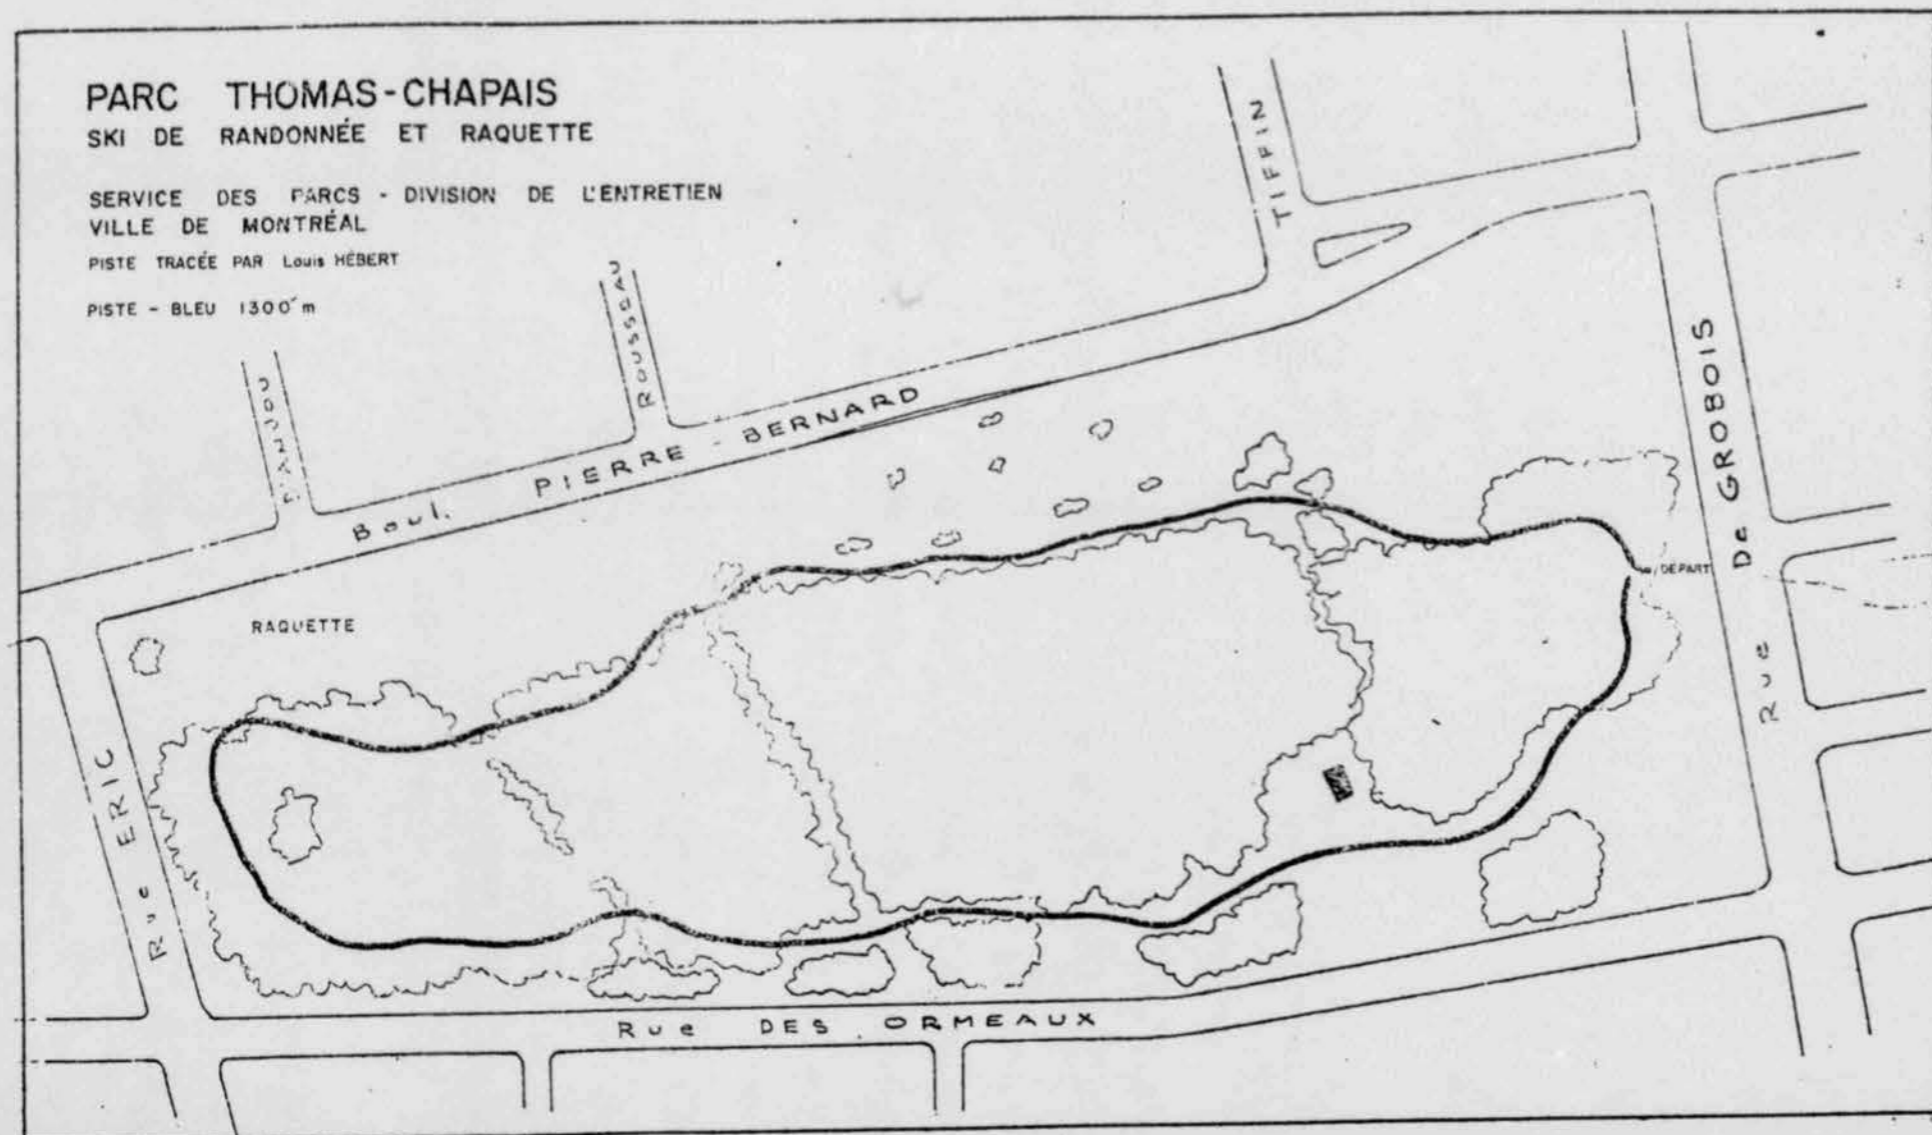 PARC THOMAS-CHAPAIS
SKI DE RANDONNÉE ET RAQUETTE
SERVICE DES PARCS - DIVISION DE L'ENTRETIEN
VILLE DE MONTRÉAL
PISTE TRACÉE PAR Louis HÉBERT
PISTE - BLEU 1300 m
TIFFIN
ROUSSEAU
D'ANJOU
Boul. PIERRE - BERNARD
Rue De GROBOIS
DÉPART
RAQUETTE
Rue ERIC
Rue DES ORMEAUX